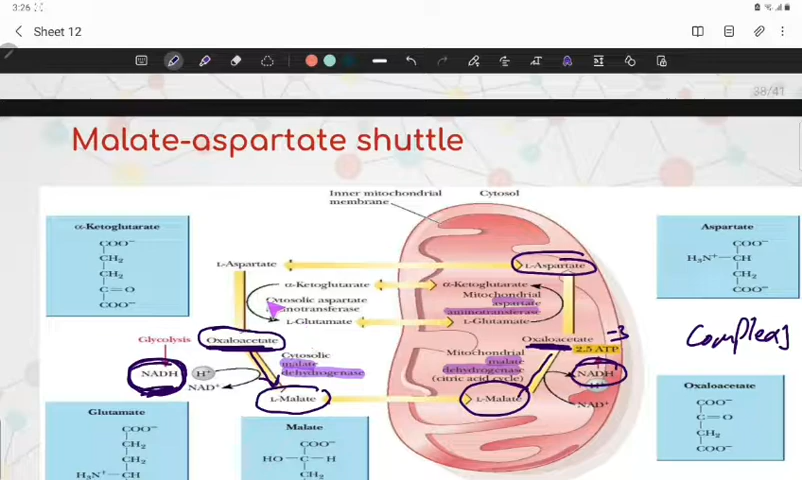 3:26
Sheet 12
38/41
Malate-aspartate shuttle
Inner mitochondrial
membrane
Cytosol
α-Ketoglutarate
COO⁻
CH₂
CH₂
C=O
COO⁻
Aspartate
COO⁻
H₃N⁺—CH
CH₂
COO⁻
L-Aspartate
L-Aspartate
α-Ketoglutarate
α-Ketoglutarate
Cytosolic aspartate
aminotransferase
Mitochondrial
aspartate
aminotransferase
L-Glutamate
L-Glutamate
Glycolysis
Oxaloacetate
Oxaloacetate
2.5 ATP
NADH
H⁺
NAD⁺
Cytosolic
malate
dehydrogenase
Mitochondrial
malate
dehydrogenase
(citric acid cycle)
NADH
H⁺
NAD⁺
L-Malate
L-Malate
Glutamate
COO⁻
CH₂
CH₂
H₃N⁺—CH
Malate
COO⁻
HO—C—H
CH₂
Oxaloacetate
COO⁻
C=O
CH₂
COO⁻